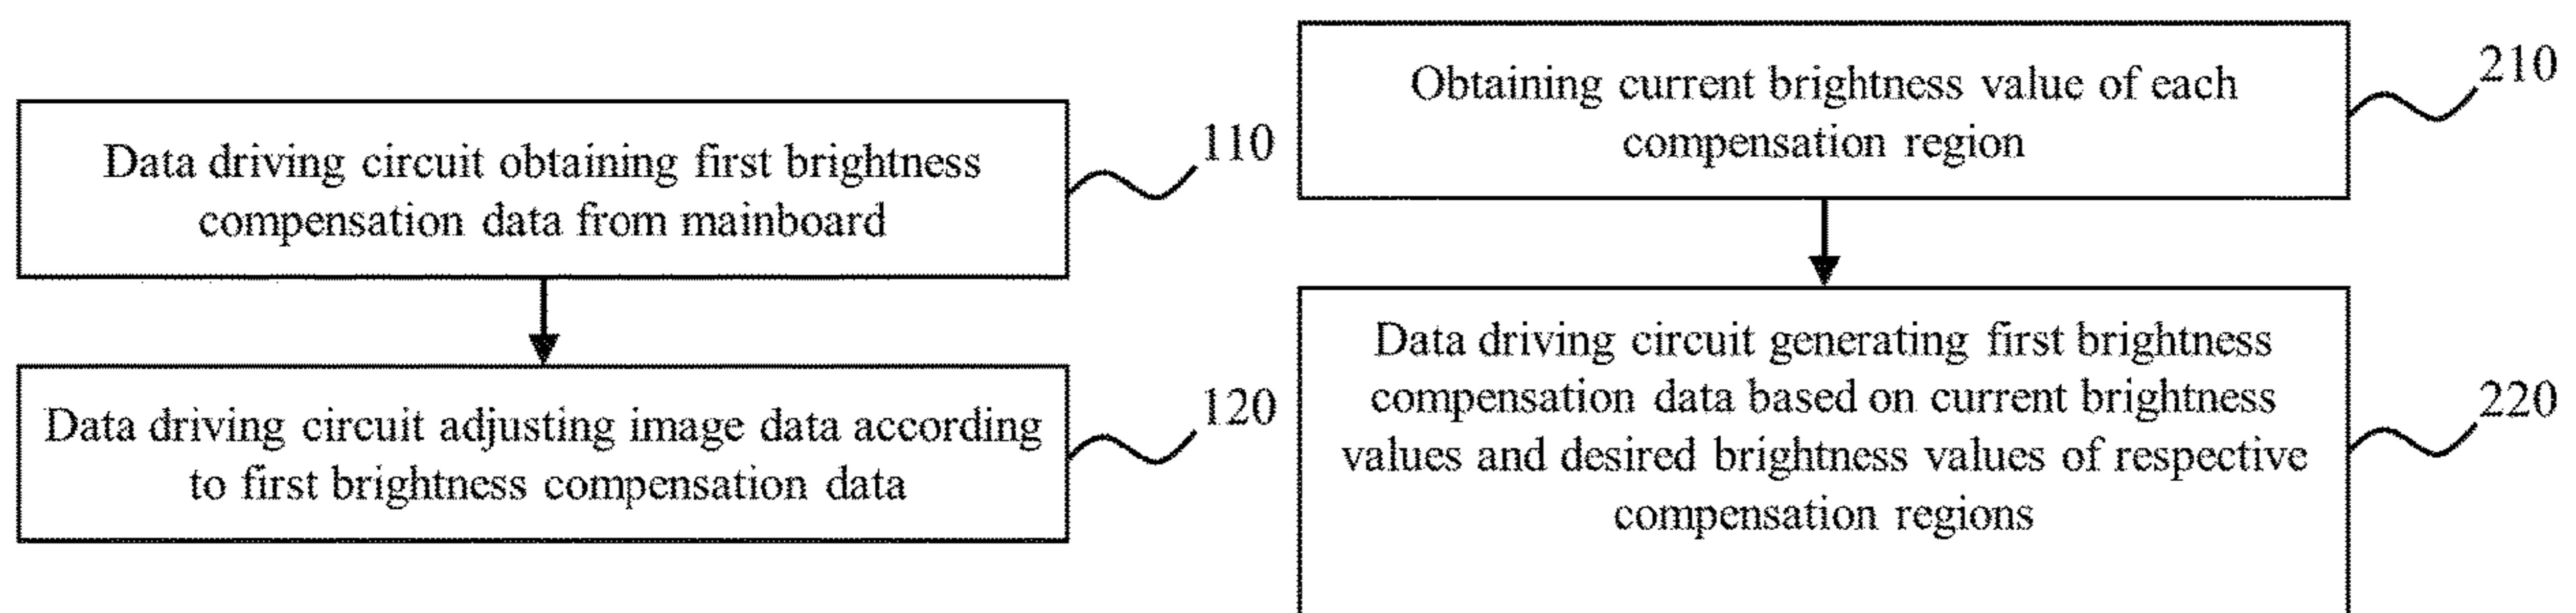 Data driving circuit obtaining first brightness
compensation data from mainboard
110
Data driving circuit adjusting image data according
to first brightness compensation data
120
Obtaining current brightness value of each
compensation region
210
Data driving circuit generating first brightness
compensation data based on current brightness
values and desired brightness values of respective
compensation regions
220